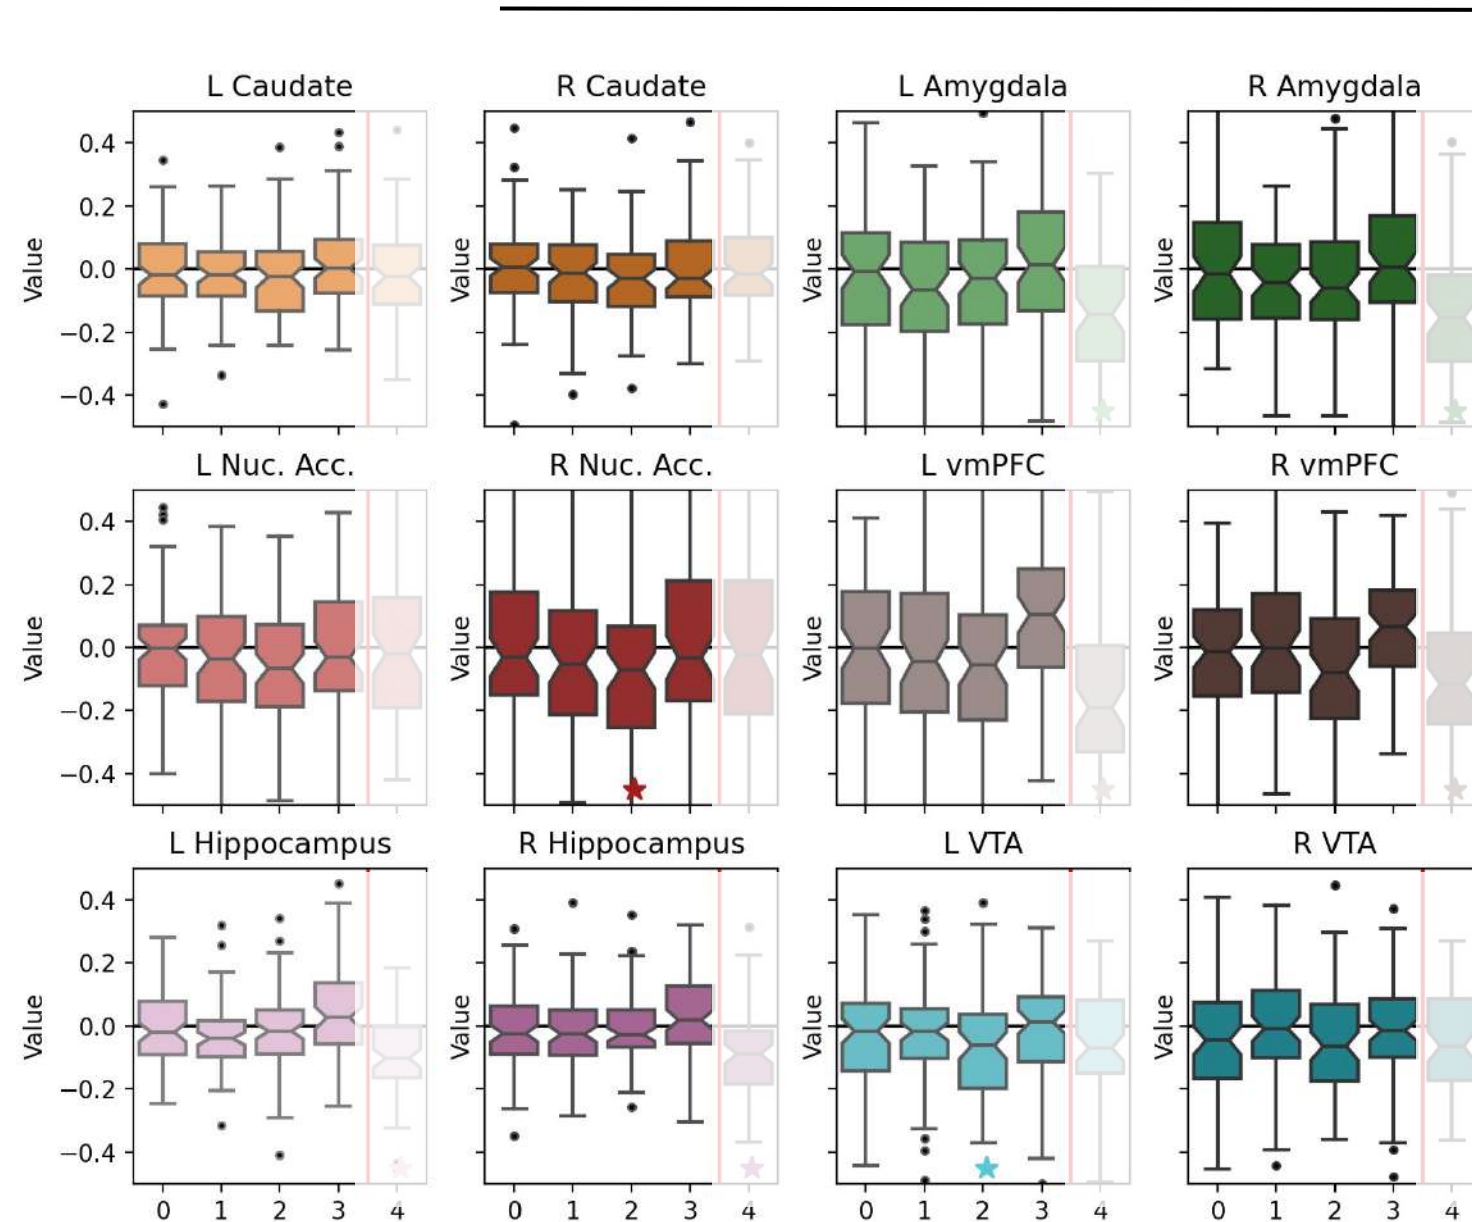 L Caudate R Caudate L Amygdala R Amygdala
0.4
0.2
0.0
−0.2
−0.4
Value Value Value Value
L Nuc. Acc. R Nuc. Acc. L vmPFC R vmPFC
0.4
0.2
0.0
−0.2
−0.4
Value Value Value Value
L Hippocampus R Hippocampus L VTA R VTA
0.4
0.2
0.0
−0.2
−0.4
Value Value Value Value
0 1 2 3 4 0 1 2 3 4 0 1 2 3 4 0 1 2 3 4